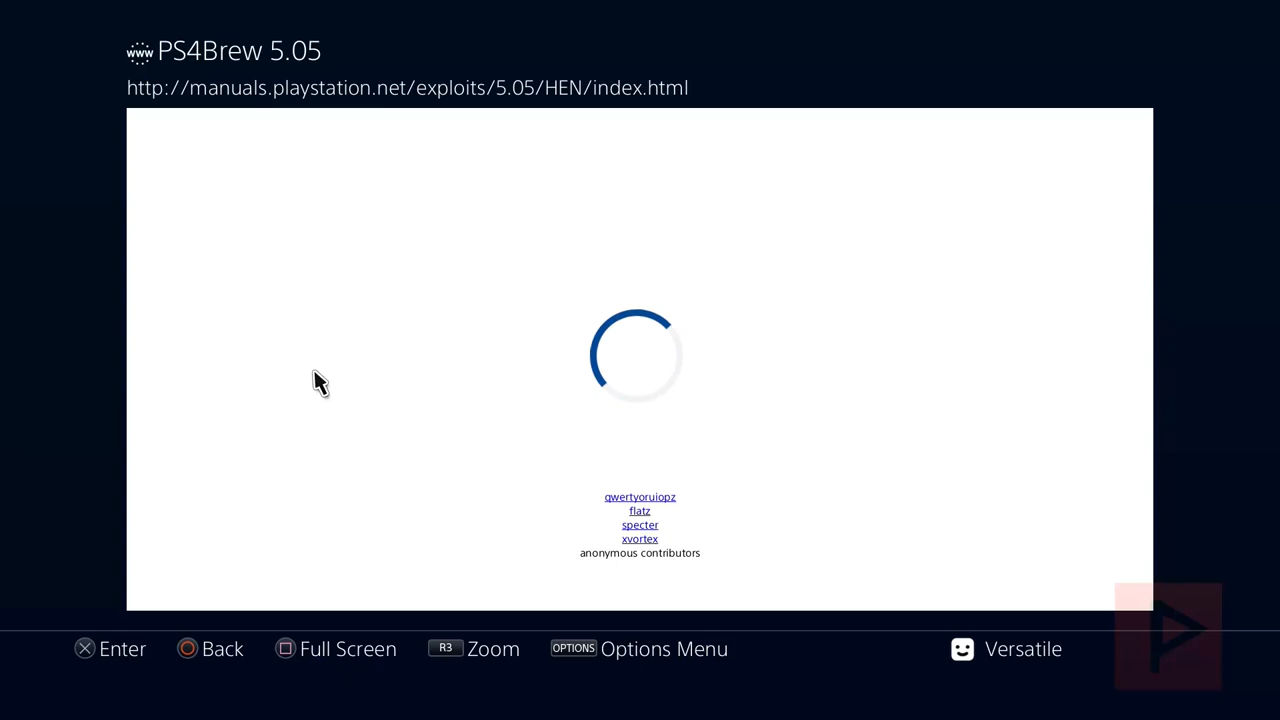 www PS4Brew 5.05
http://manuals.playstation.net/exploits/5.05/HEN/index.html
qwertyoruiopz
flatz
specter
xvortex
anonymous contributors
Enter Back Full Screen R3 Zoom OPTIONS Options Menu Versatile